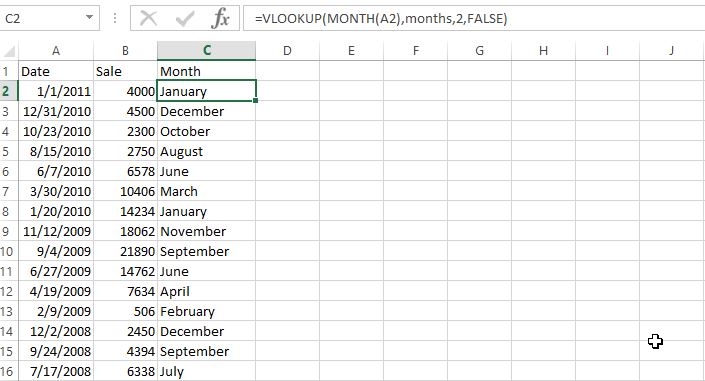 C2 fx =VLOOKUP(MONTH(A2),months,2,FALSE)
A B C D E F G H I J
1 Date Sale Month
2 1/1/2011 4000 January
3 12/31/2010 4500 December
4 10/23/2010 2300 October
5 8/15/2010 2750 August
6 6/7/2010 6578 June
7 3/30/2010 10406 March
8 1/20/2010 14234 January
9 11/12/2009 18062 November
10 9/4/2009 21890 September
11 6/27/2009 14762 June
12 4/19/2009 7634 April
13 2/9/2009 506 February
14 12/2/2008 2450 December
15 9/24/2008 4394 September
16 7/17/2008 6338 July